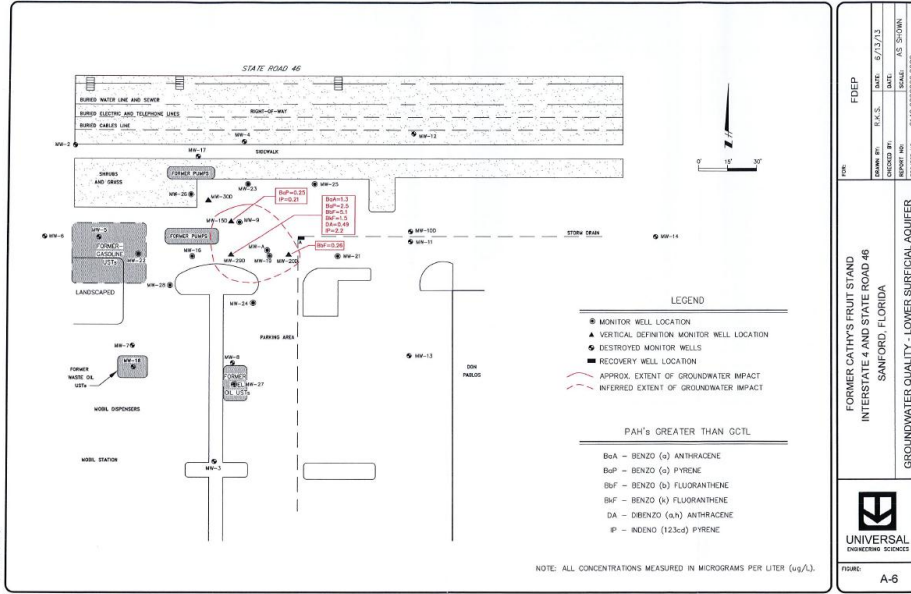 STATE ROAD 46
BURIED WATER LINE AND SEWER
BURIED ELECTRIC AND TELEPHONE LINES
RIGHT-OF-WAY
BURIED CABLES LINE
MW-4
MW-12
MW-2
MW-17
SIDEWALK
SHRUBS
AND GRASS
FORMER PUMPS
MW-23
MW-25
MW-26
MW-30D
BaP=0.25
IP=0.21
BaA=1.3
BaP=2.5
BbF=5.1
BkF=1.5
DA=0.49
IP=2.2
MW-15D
MW-9
FORMER PUMPS
BbF=0.26
STORM DRAIN
MW-6
MW-5
FORMER
GASOLINE
USTs
MW-16
MW-A
MW-29D
MW-20D
MW-21
MW-10D
MW-11
MW-14
LANDSCAPED
MW-28
MW-24
PARKING AREA
MW-7
MW-18
FORMER
WASTE OIL
USTs
MW-8
FORMER
MW-27
OIL USTs
MW-13
DON
PABLOS
MOBIL DISPENSERS
MOBIL STATION
MW-3
0'
15'
30'
LEGEND
MONITOR WELL LOCATION
VERTICAL DEFINITION MONITOR WELL LOCATION
DESTROYED MONITOR WELLS
RECOVERY WELL LOCATION
APPROX. EXTENT OF GROUNDWATER IMPACT
INFERRED EXTENT OF GROUNDWATER IMPACT
PAH's GREATER THAN GCTL
BaA – BENZO (a) ANTHRACENE
BaP – BENZO (a) PYRENE
BbF – BENZO (b) FLUORANTHENE
BkF – BENZO (k) FLUORANTHENE
DA – DIBENZO (a,h) ANTHRACENE
IP – INDENO (123cd) PYRENE
NOTE: ALL CONCENTRATIONS MEASURED IN MICROGRAMS PER LITER (ug/L).
FOR:
FDEP
DRAWN BY: R.K.S. DATE: 6/13/13
CHECKED BY: DATE:
REPORT NO: SCALE: AS SHOWN
FORMER CATHY'S FRUIT STAND
INTERSTATE 4 AND STATE ROAD 46
SANFORD, FLORIDA
GROUNDWATER QUALITY - LOWER SURFICIAL AQUIFER
UNIVERSAL
ENGINEERING SCIENCES
FIGURE:
A-6